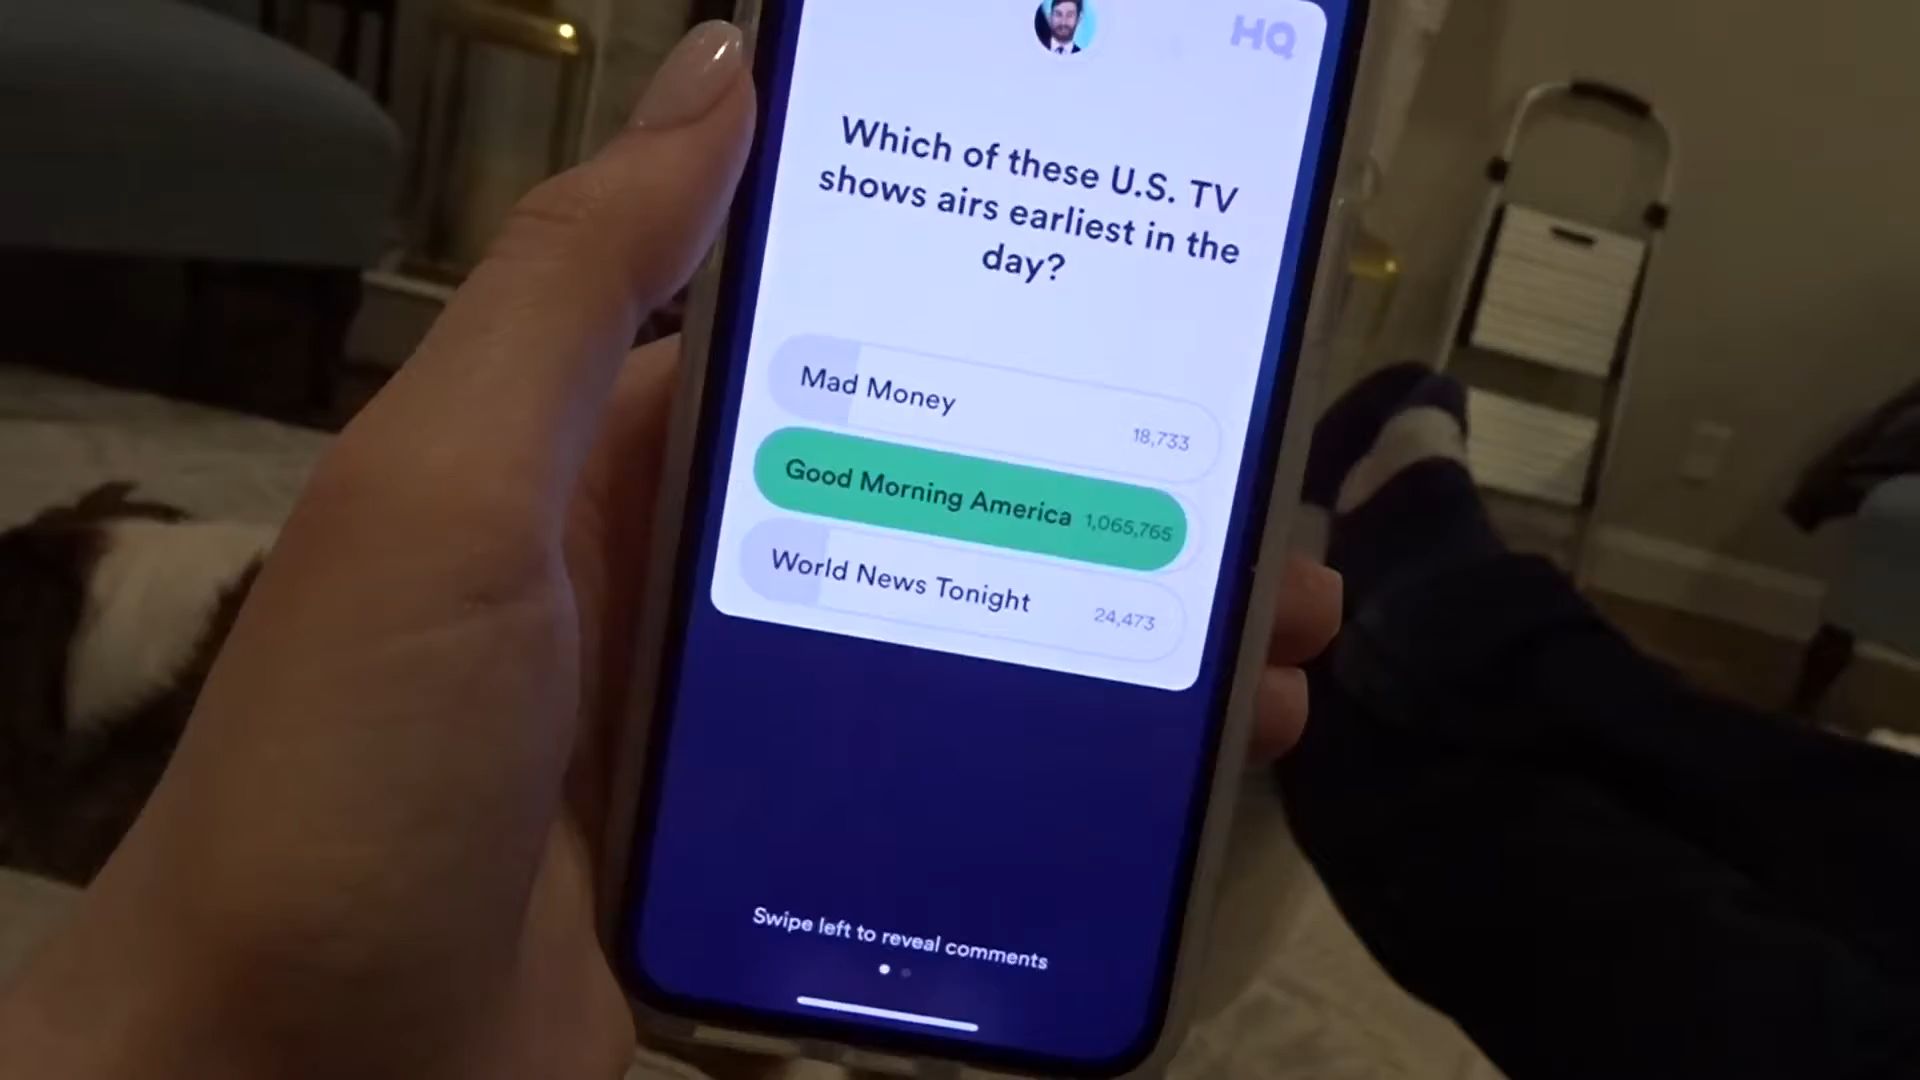 HQ
Which of these U.S. TV
shows airs earliest in the
day?
Mad Money
18,733
Good Morning America 1,065,765
World News Tonight
24,473
Swipe left to reveal comments